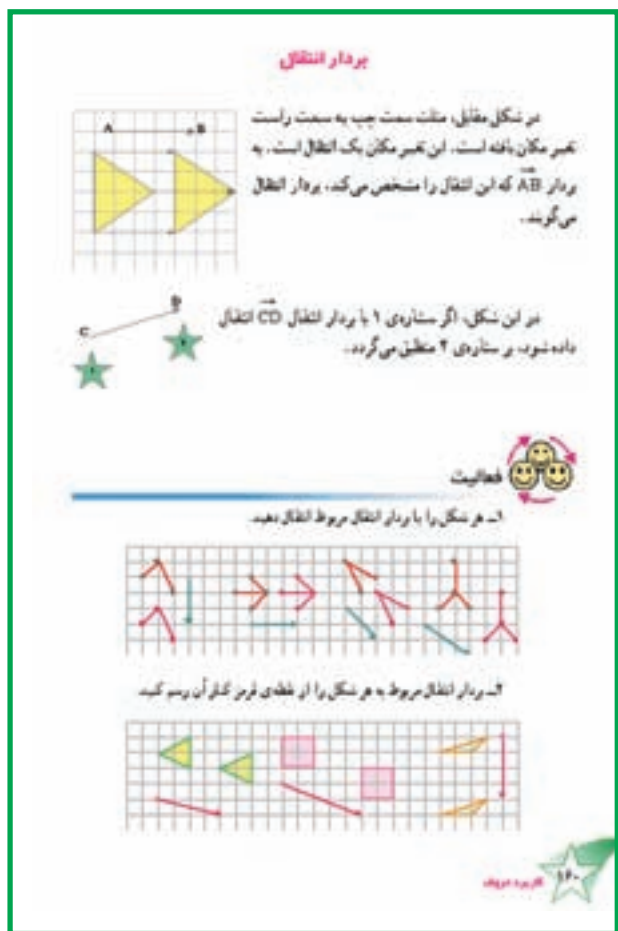 بردار انتقال
در شکل مقابل، مثلث سمت چپ به سمت راست
تغییر مکان یافته است. این تغییر مکان یک انتقال است. به
بردار AB که این انتقال را مشخص می‌کند، بردار انتقال
می‌گویند.
A
B
در این شکل، اگر ستاره‌ی ۱ با بردار انتقال CD انتقال
داده شود، بر ستاره‌ی ۲ منطبق می‌گردد.
C
D
۱
۲
فعالیت
۱ـ هر شکل را با بردار انتقال مربوط انتقال دهید.
۲ـ بردار انتقال مربوط به هر شکل را از نقطه‌ی قرمز کنار آن رسم کنید.
۱۶۰
کاربرد حروف